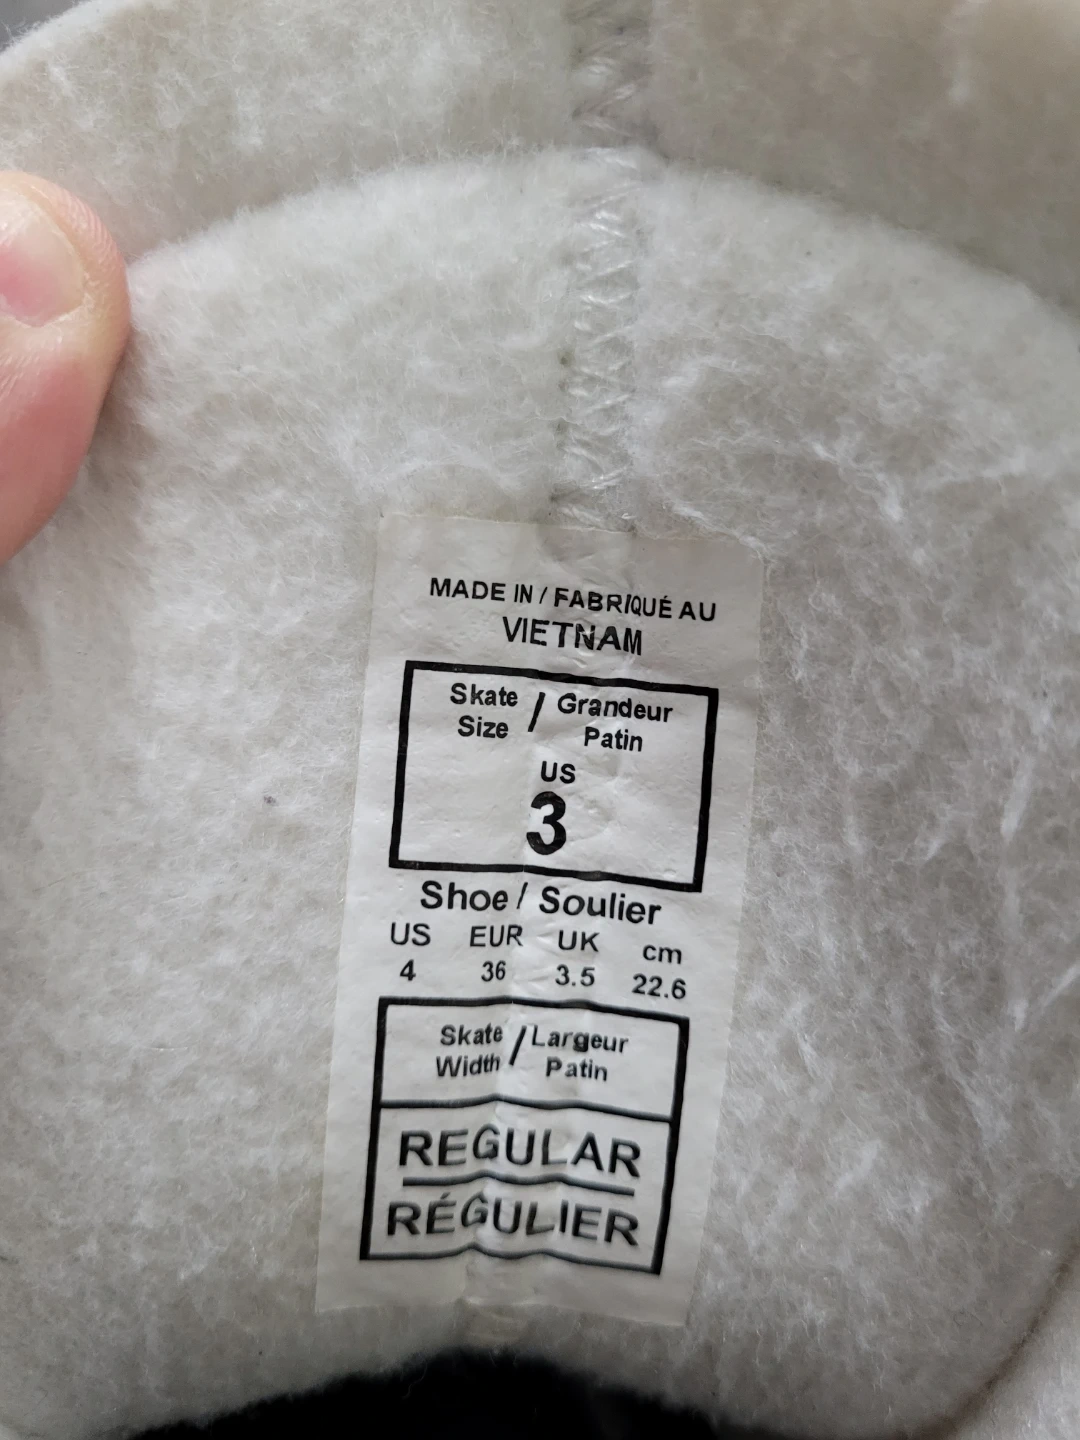 MADE IN / FABRIQUÉ AU
VIETNAM
Skate Size / Grandeur Patin
US
3
Shoe / Soulier
US EUR UK cm
4 36 3.5 22.6
Skate Width / Largeur Patin
REGULAR
RÉGULIER